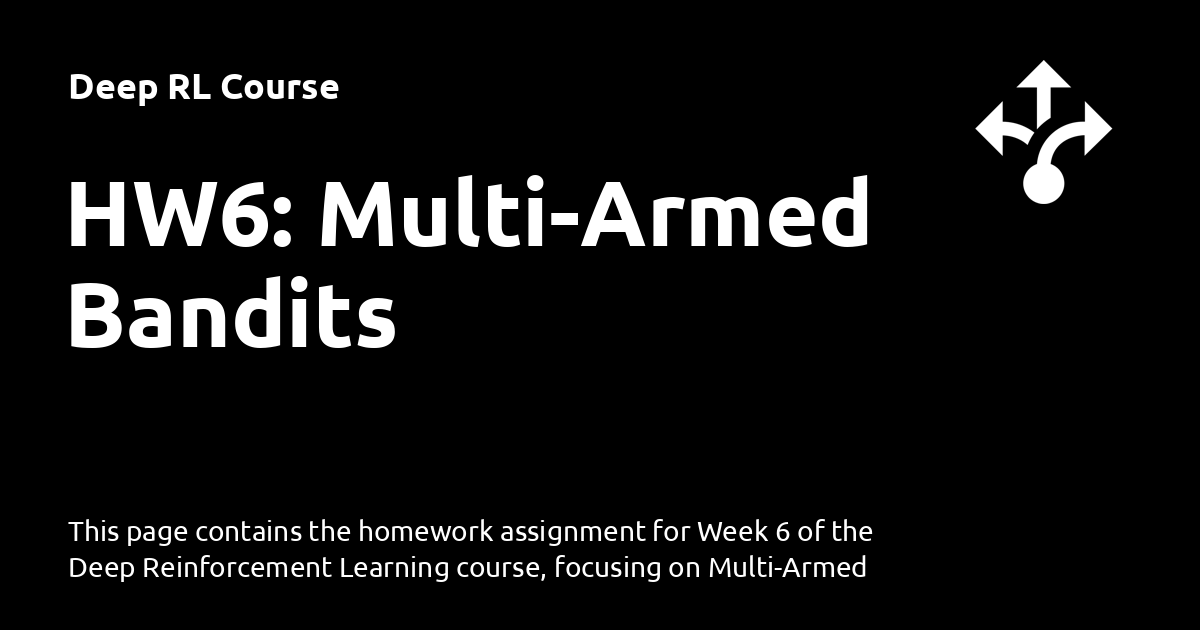 Deep RL Course
HW6: Multi-Armed
Bandits
This page contains the homework assignment for Week 6 of the
Deep Reinforcement Learning course, focusing on Multi-Armed